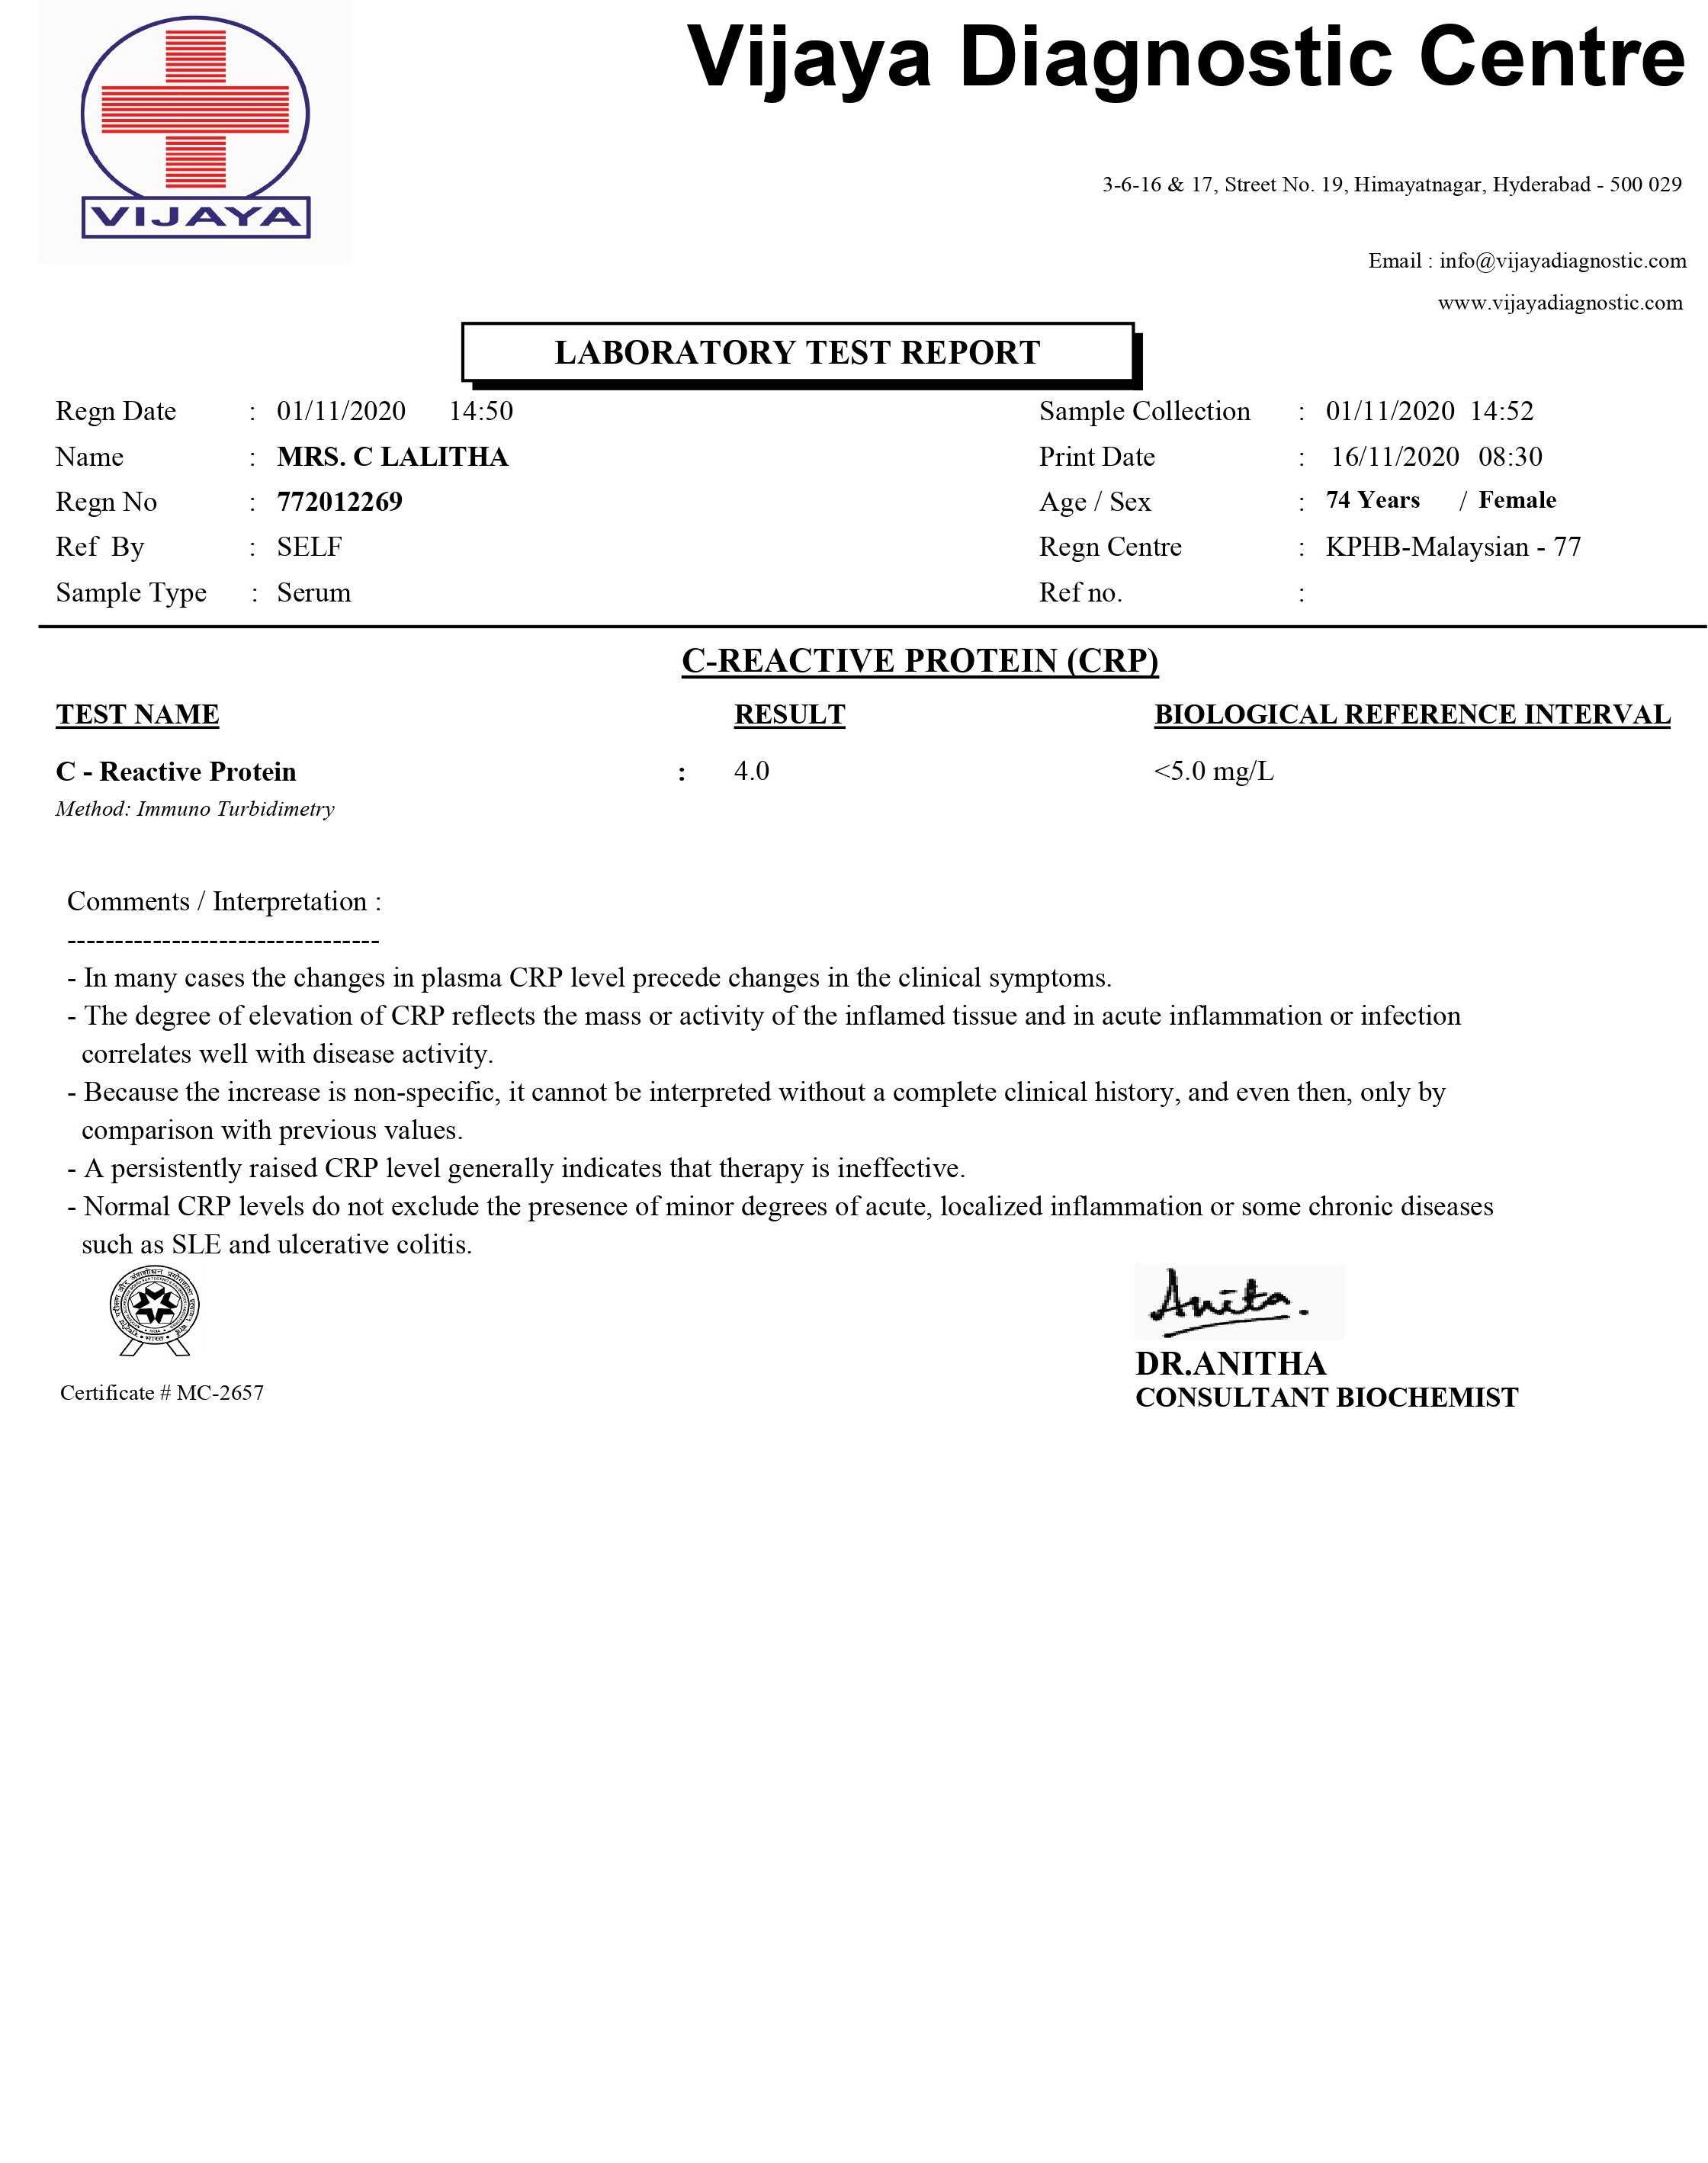 Vijaya Diagnostic Centre
VIJAYA
3-6-16 & 17, Street No. 19, Himayatnagar, Hyderabad - 500 029
Email : info@vijayadiagnostic.com
www.vijayadiagnostic.com
LABORATORY TEST REPORT
Regn Date : 01/11/2020 14:50 Sample Collection : 01/11/2020 14:52
Name : MRS. C LALITHA Print Date : 16/11/2020 08:30
Regn No : 772012269 Age / Sex : 74 Years / Female
Ref By : SELF Regn Centre : KPHB-Malaysian - 77
Sample Type : Serum Ref no. :
C-REACTIVE PROTEIN (CRP)
TEST NAME RESULT BIOLOGICAL REFERENCE INTERVAL
C - Reactive Protein : 4.0 <5.0 mg/L
Method: Immuno Turbidimetry
Comments / Interpretation :
---------------------------------
- In many cases the changes in plasma CRP level precede changes in the clinical symptoms.
- The degree of elevation of CRP reflects the mass or activity of the inflamed tissue and in acute inflammation or infection
correlates well with disease activity.
- Because the increase is non-specific, it cannot be interpreted without a complete clinical history, and even then, only by
comparison with previous values.
- A persistently raised CRP level generally indicates that therapy is ineffective.
- Normal CRP levels do not exclude the presence of minor degrees of acute, localized inflammation or some chronic diseases
such as SLE and ulcerative colitis.
भारत
Anita.
DR.ANITHA
Certificate # MC-2657 CONSULTANT BIOCHEMIST